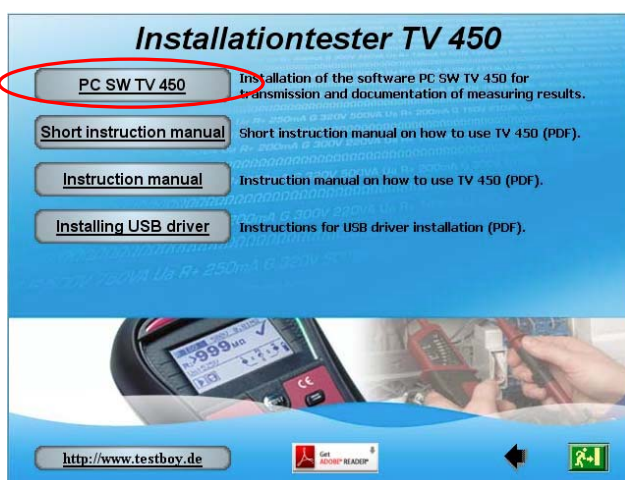 Installationtester TV 450
PC SW TV 450
Installation of the software PC SW TV 450 for
transmission and documentation of measuring results.
Short instruction manual
Short instruction manual on how to use TV 450 (PDF).
Instruction manual
Instruction manual on how to use TV 450 (PDF).
Installing USB driver
Instructions for USB driver installation (PDF).
>999
CE
http://www.testboy.de
Get
ADOBE® READER®